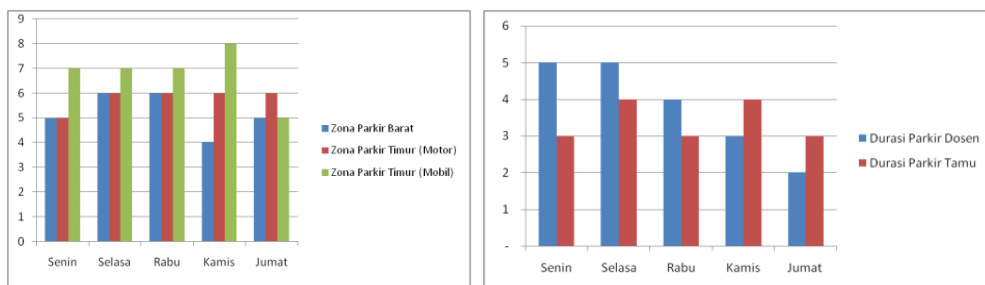 9
8
7
6
5
4
3
2
1
0
Senin Selasa Rabu Kamis Jumat
Zona Parkir Barat
Zona Parkir Timur (Motor)
Zona Parkir Timur (Mobil)
6
5
4
3
2
1
-
Senin Selasa Rabu Kamis Jumat
Durasi Parkir Dosen
Durasi Parkir Tamu